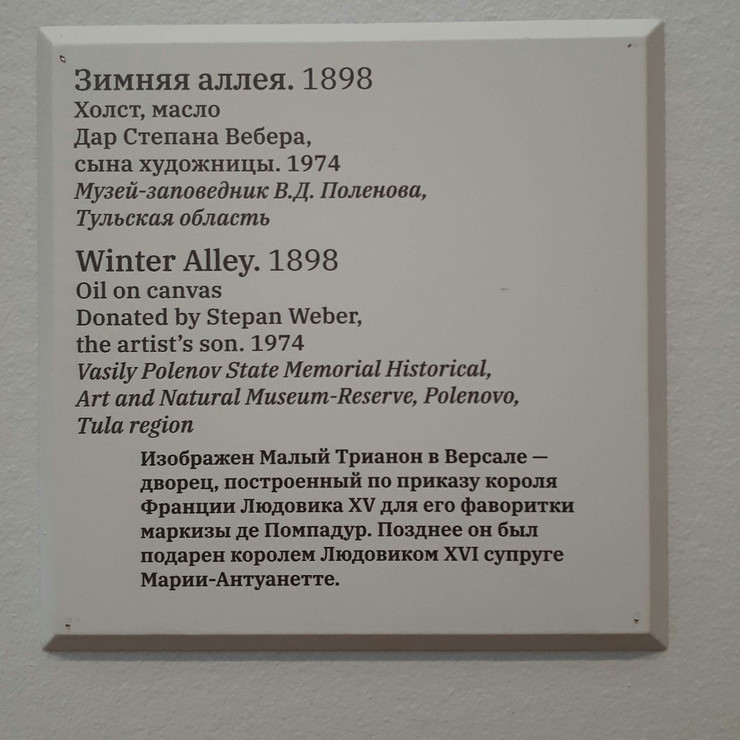 Зимняя аллея. 1898
Холст, масло
Дар Степана Вебера,
сына художницы. 1974
Музей-заповедник В.Д. Поленова,
Тульская область
Winter Alley. 1898
Oil on canvas
Donated by Stepan Weber,
the artist's son. 1974
Vasily Polenov State Memorial Historical,
Art and Natural Museum-Reserve, Polenovo,
Tula region
Изображен Малый Трианон в Версале —
дворец, построенный по приказу короля
Франции Людовика XV для его фаворитки
маркизы де Помпадур. Позднее он был
подарен королем Людовиком XVI супруге
Марии-Антуанетте.